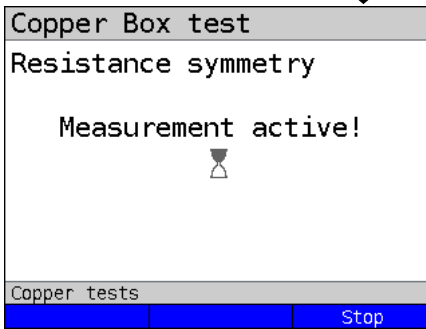 Copper Box test
Resistance symmetry
Measurement active!
Copper tests
Stop